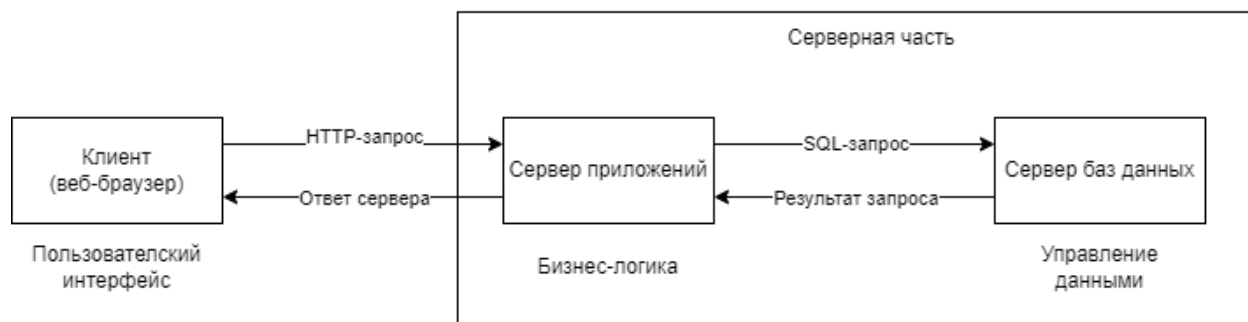 Серверная часть
HTTP-запрос
SQL-запрос
Клиент
(веб-браузер)
Сервер приложений
Сервер баз данных
Ответ сервера
Результат запроса
Пользователский
интерфейс
Бизнес-логика
Управление
данными